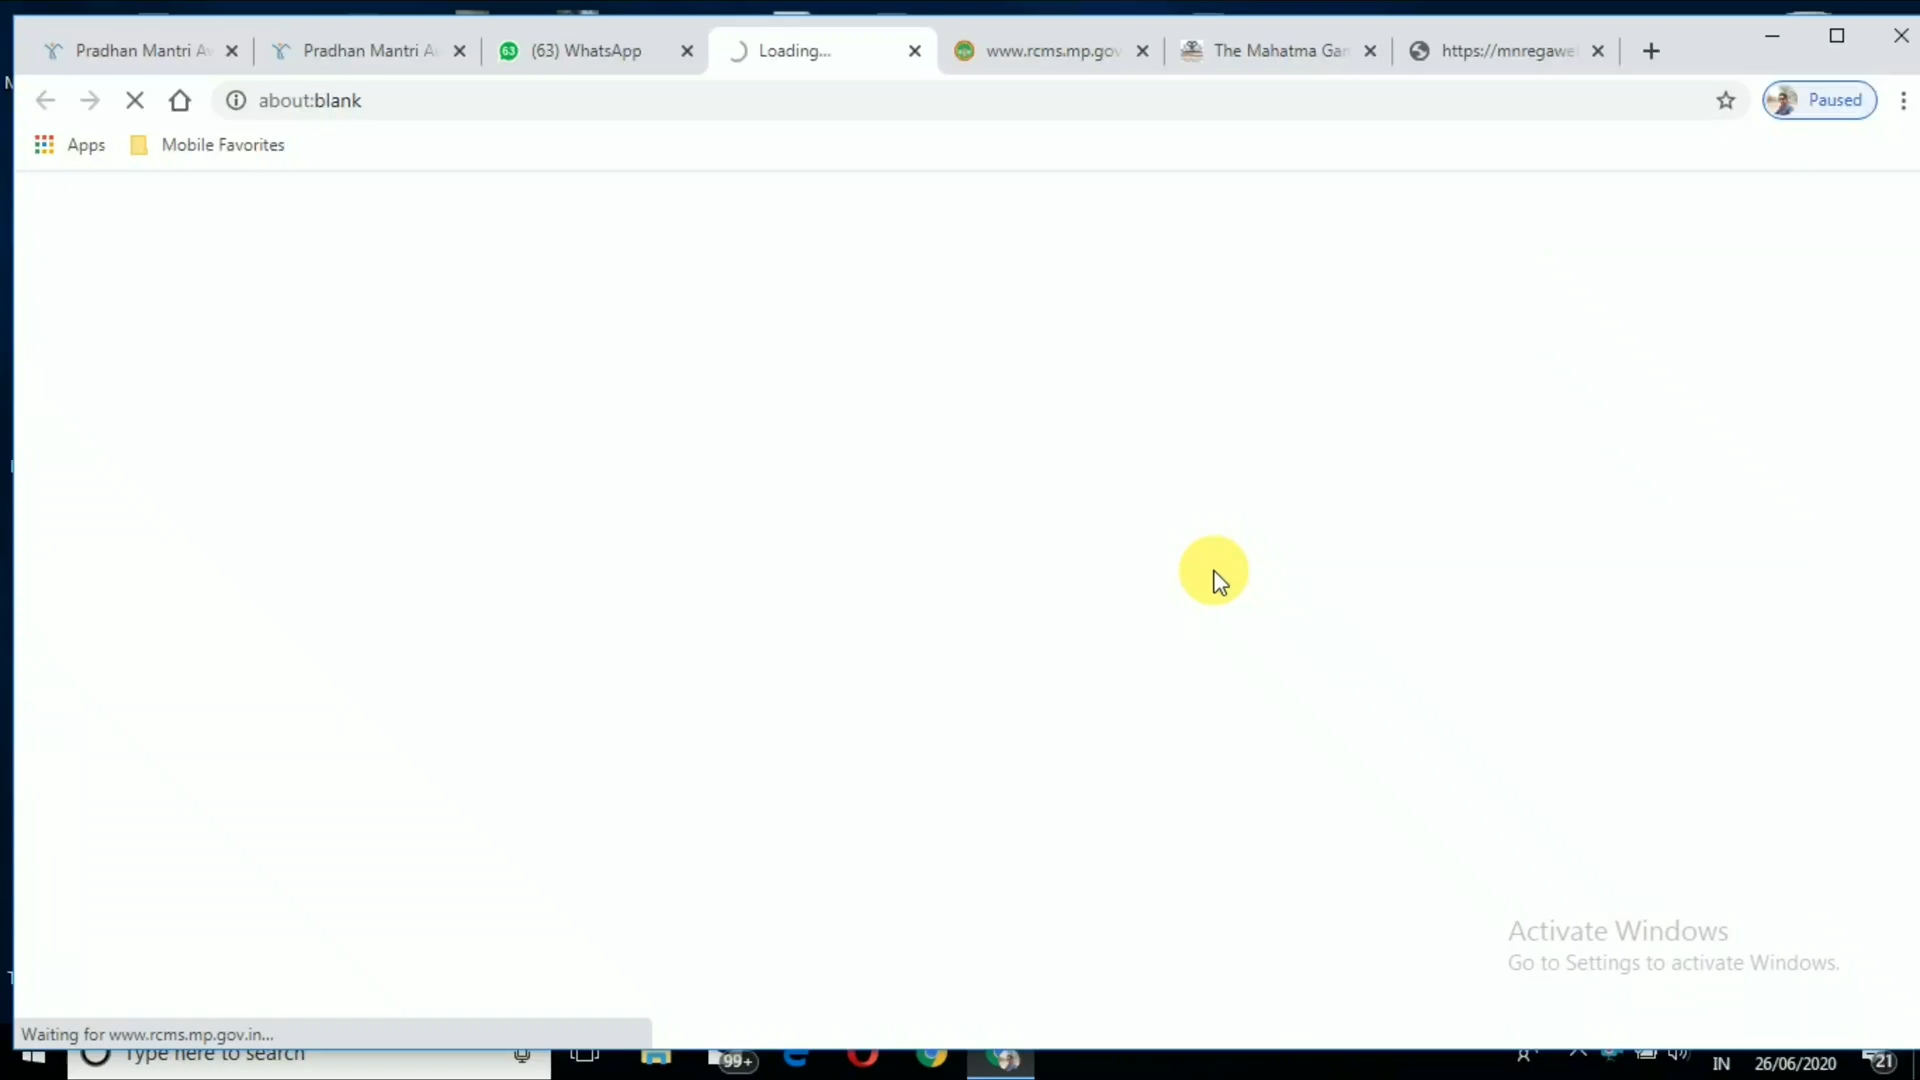 Pradhan Mantri Av
Pradhan Mantri A
63
(63) WhatsApp
Loading...
www.rcms.mp.gov
The Mahatma Gan
https://mnregawe
about:blank
Paused
Apps
Mobile Favorites
Activate Windows
Go to Settings to activate Windows.
Waiting for www.rcms.mp.gov.in...
Type here to search
99+
IN
26/06/2020
21